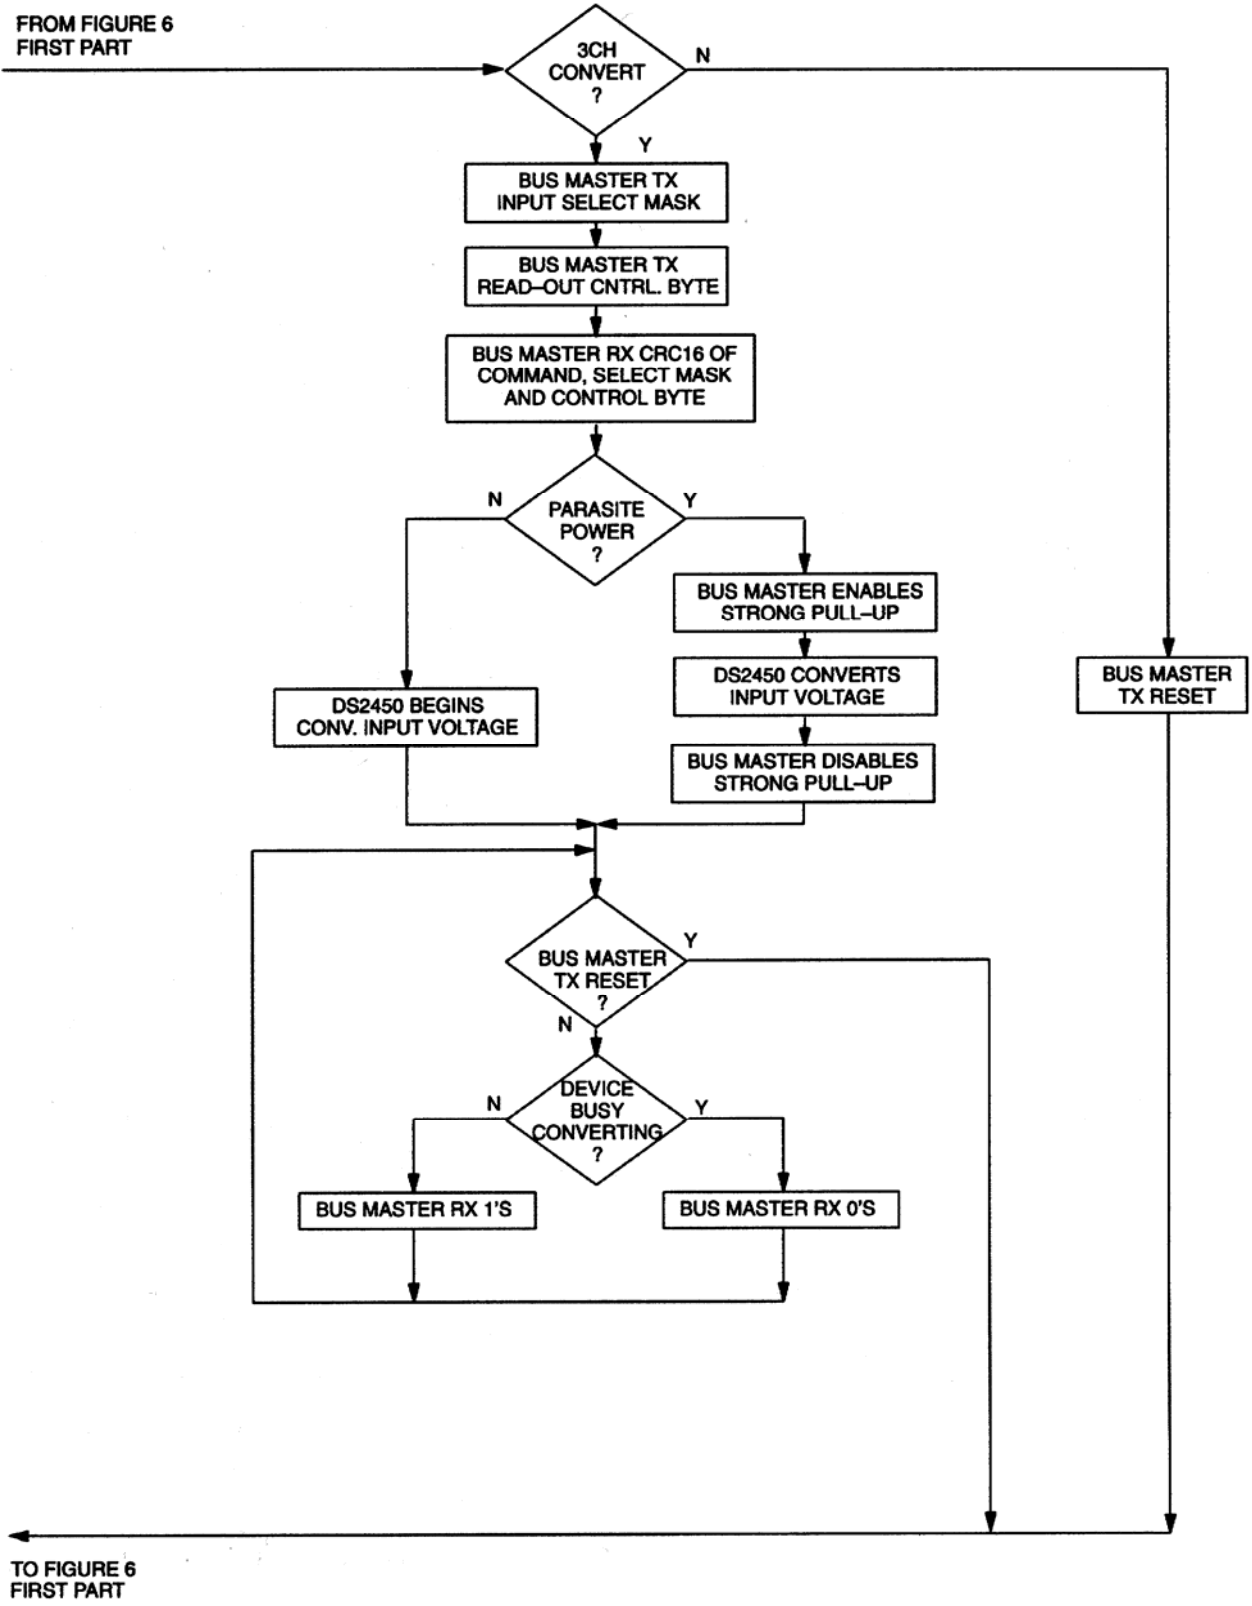 FROM FIGURE 6
FIRST PART
3CH
CONVERT
?
N
Y
BUS MASTER TX
INPUT SELECT MASK
BUS MASTER TX
READ–OUT CNTRL. BYTE
BUS MASTER RX CRC16 OF
COMMAND, SELECT MASK
AND CONTROL BYTE
N
PARASITE
POWER
?
Y
BUS MASTER ENABLES
STRONG PULL–UP
DS2450 CONVERTS
INPUT VOLTAGE
BUS MASTER
TX RESET
DS2450 BEGINS
CONV. INPUT VOLTAGE
BUS MASTER DISABLES
STRONG PULL–UP
Y
BUS MASTER
TX RESET
?
N
DEVICE
BUSY
CONVERTING
?
N
Y
BUS MASTER RX 1'S
BUS MASTER RX 0'S
TO FIGURE 6
FIRST PART